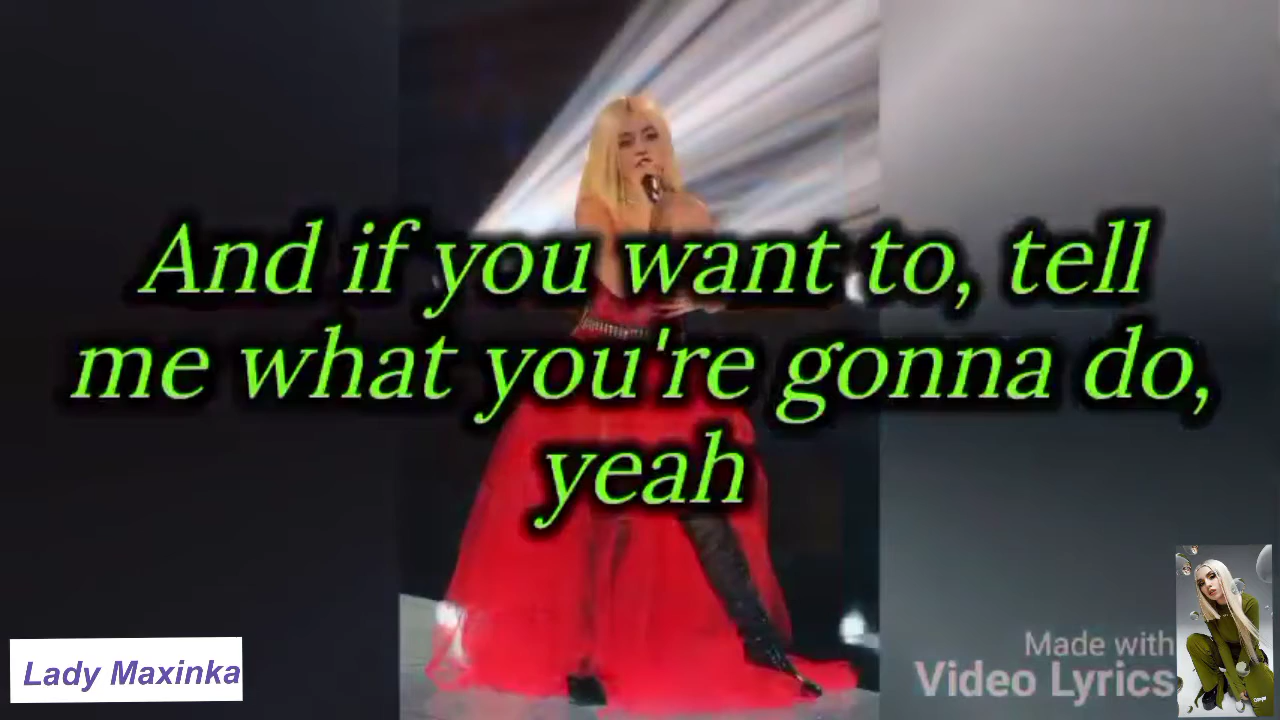 And if you want to, tell
me what you're gonna do,
yeah
Lady Maxinka
Made with
Video Lyrics